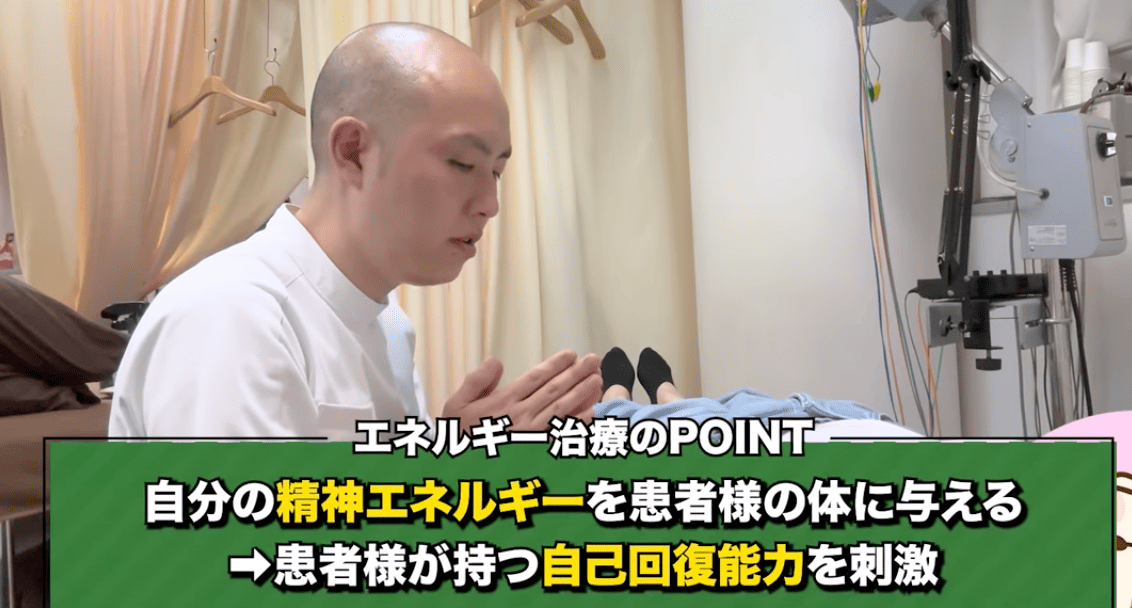 エネルギー治療のPOINT
自分の精神エネルギーを患者様の体に与える
➡患者様が持つ自己回復能力を刺激